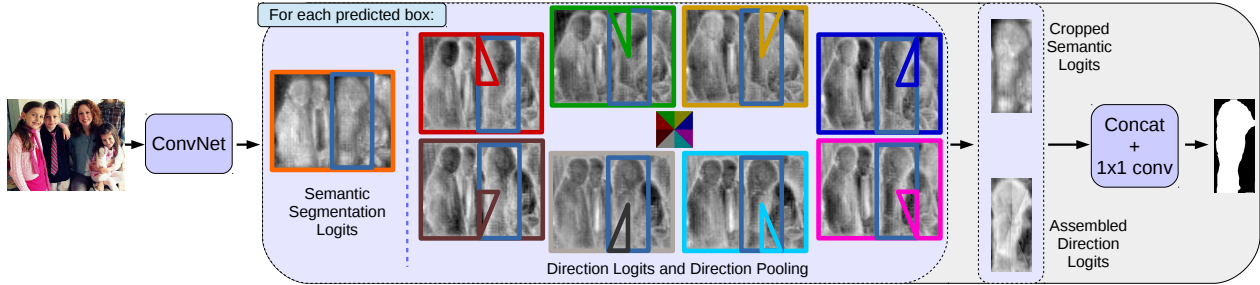 For each predicted box:
ConvNet
Semantic
Segmentation
Logits
Direction Logits and Direction Pooling
Cropped
Semantic
Logits
Assembled
Direction
Logits
Concat
+
1x1 conv